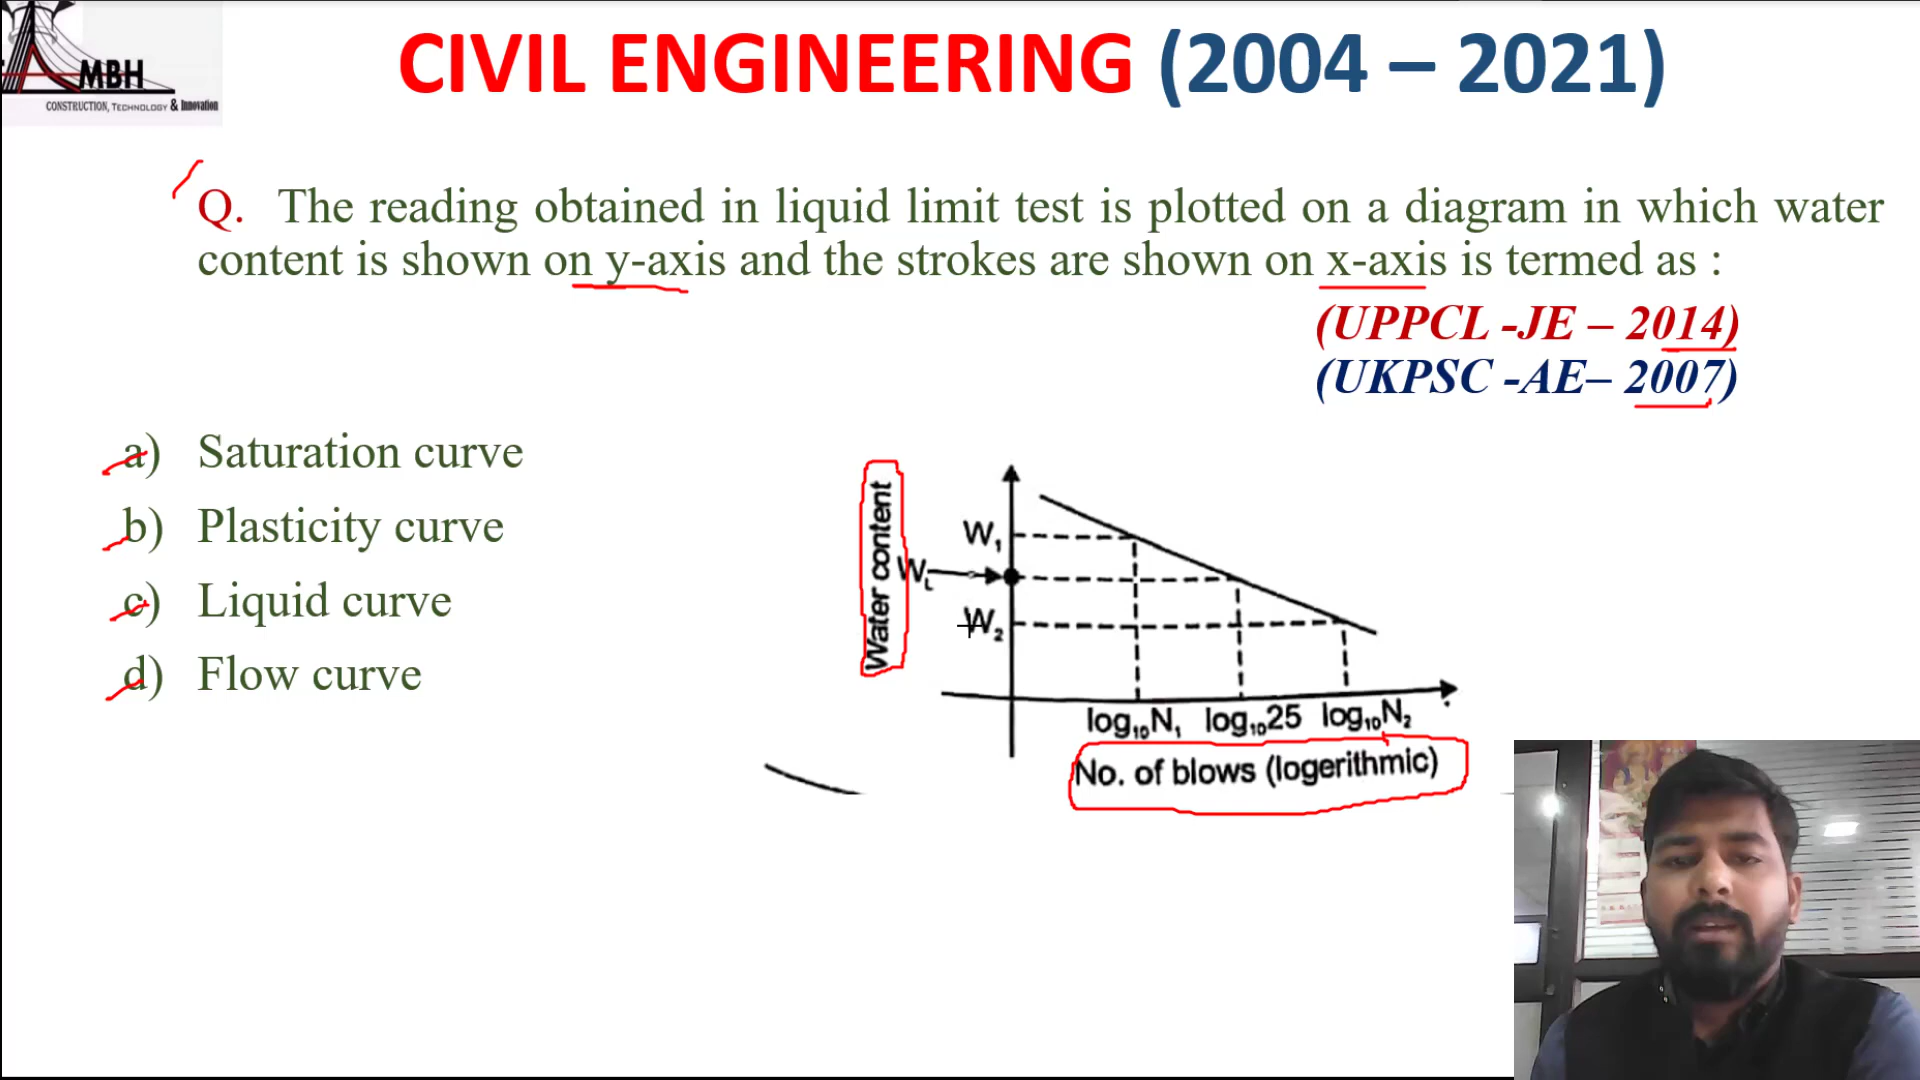 MBH
CONSTRUCTION, TECHNOLOGY & Innovation
CIVIL ENGINEERING (2004 – 2021)
Q. The reading obtained in liquid limit test is plotted on a diagram in which water
content is shown on y-axis and the strokes are shown on x-axis is termed as :
(UPPCL -JE – 2014)
(UKPSC -AE– 2007)
a) Saturation curve
b) Plasticity curve
c) Liquid curve
d) Flow curve
Water content
W₁
W_L
W₂
log₁₀N₁ log₁₀25 log₁₀N₂
No. of blows (logerithmic)